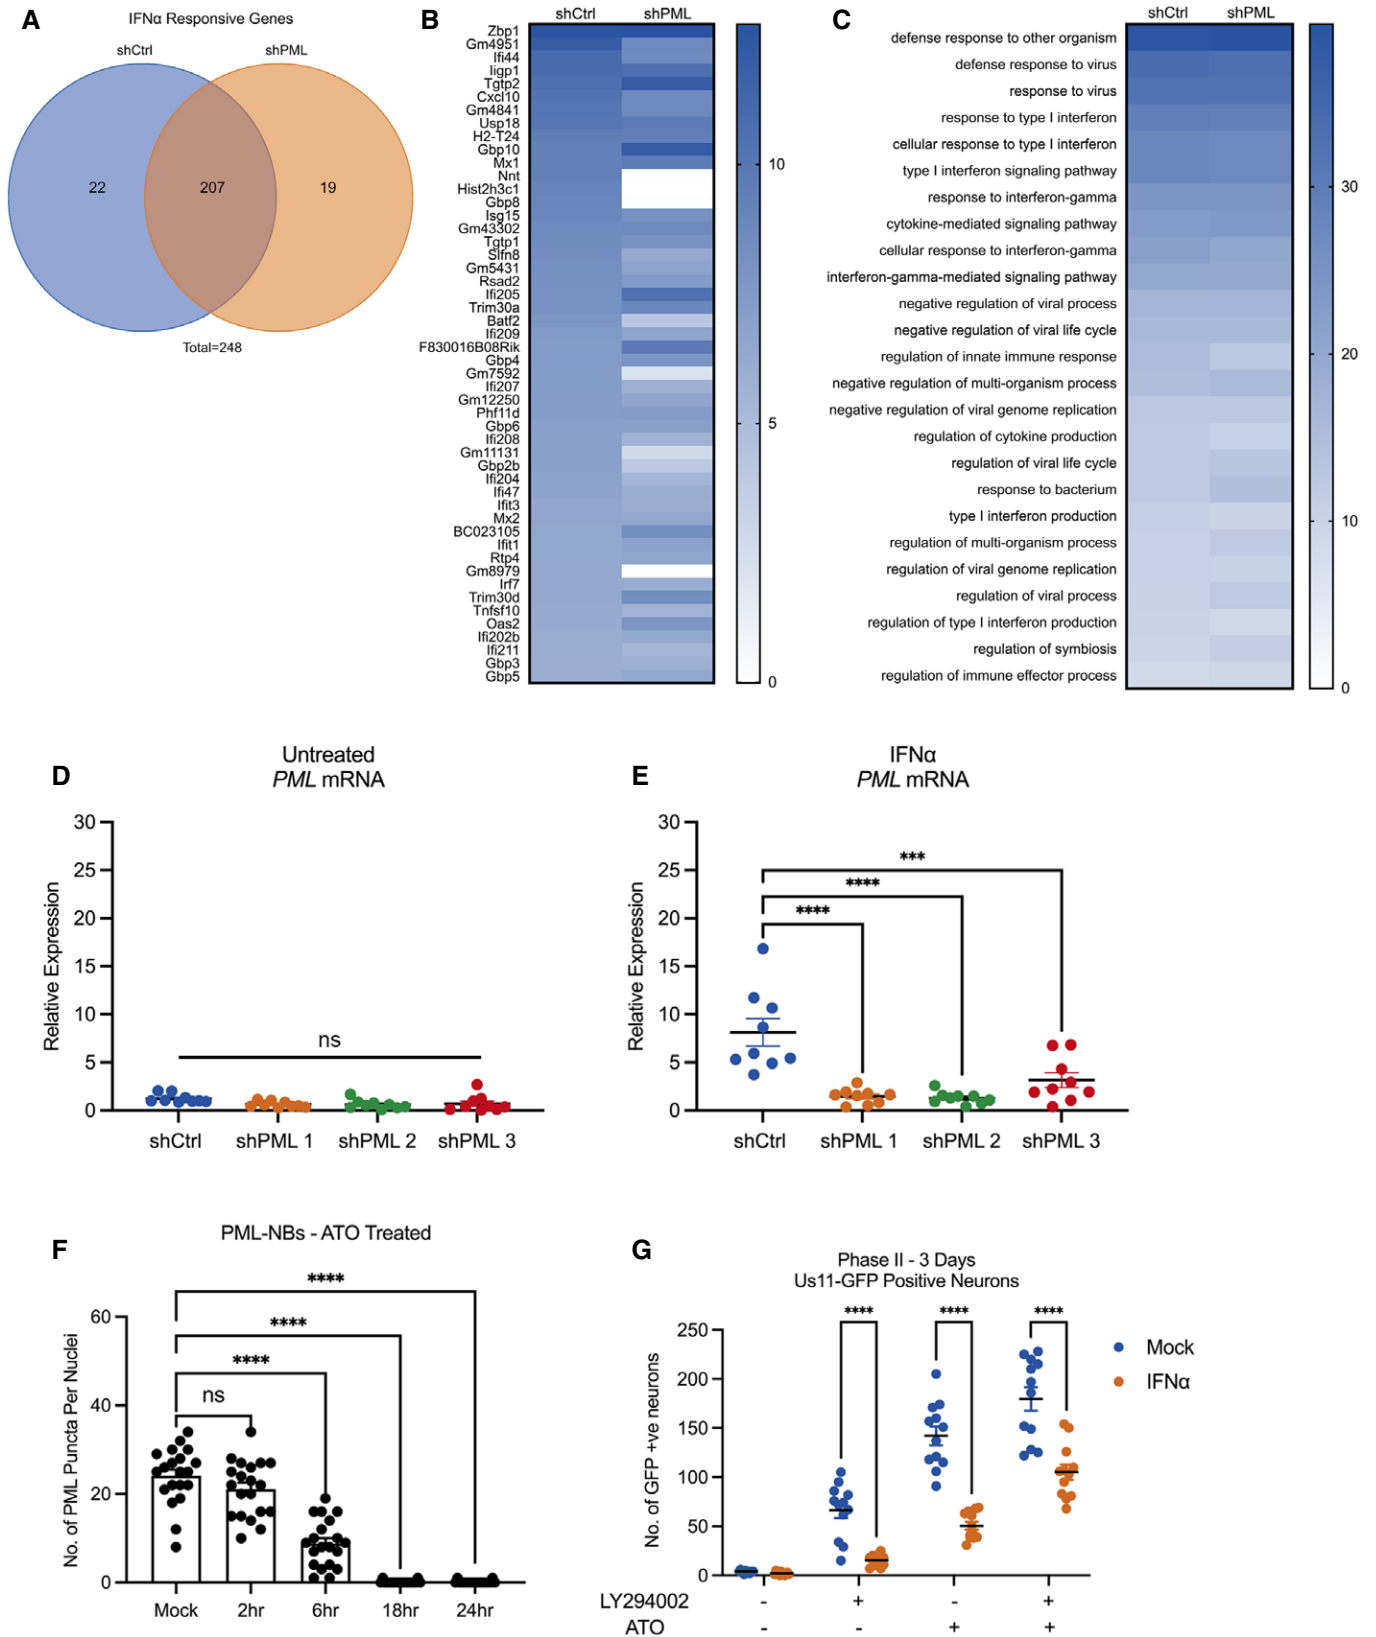 A
IFNα Responsive Genes
shCtrl
shPML
22
207
19
Total=248
B
shCtrl
shPML
Zbp1
Gm4951
Ifi44
Iigp1
Tgtp2
Cxcl10
Gm4841
Usp18
H2-T24
Gbp10
Mx1
Nnt
Hist2h3c1
Gbp8
Isg15
Gm43302
Tgtp1
Slfn8
Gm5431
Rsad2
Ifi205
Trim30a
Batf2
Ifi209
F830016B08Rik
Gbp4
Gm7592
Ifi207
Gm12250
Phf11d
Gbp6
Ifi208
Gm11131
Gbp2b
Ifi204
Ifi47
Ifit3
Mx2
BC023105
Ifit1
Rtp4
Gm8979
Irf7
Trim30d
Tnfsf10
Oas2
Ifi202b
Ifi211
Gbp3
Gbp5
10
5
0
C
shCtrl
shPML
defense response to other organism
defense response to virus
response to virus
response to type I interferon
cellular response to type I interferon
type I interferon signaling pathway
response to interferon-gamma
cytokine-mediated signaling pathway
cellular response to interferon-gamma
interferon-gamma-mediated signaling pathway
negative regulation of viral process
negative regulation of viral life cycle
regulation of innate immune response
negative regulation of multi-organism process
negative regulation of viral genome replication
regulation of cytokine production
regulation of viral life cycle
response to bacterium
type I interferon production
regulation of multi-organism process
regulation of viral genome replication
regulation of viral process
regulation of type I interferon production
regulation of symbiosis
regulation of immune effector process
30
20
10
0
D
Untreated
PML mRNA
Relative Expression
30
25
20
15
10
5
0
ns
shCtrl
shPML 1
shPML 2
shPML 3
E
IFNα
PML mRNA
Relative Expression
30
25
20
15
10
5
0
***
****
****
shCtrl
shPML 1
shPML 2
shPML 3
F
PML-NBs - ATO Treated
No. of PML Puncta Per Nuclei
60
40
20
0
****
****
****
ns
Mock
2hr
6hr
18hr
24hr
G
Phase II - 3 Days
Us11-GFP Positive Neurons
No. of GFP +ve neurons
250
200
150
100
50
0
****
****
****
Mock
IFNα
LY294002 - + - +
ATO - - + +